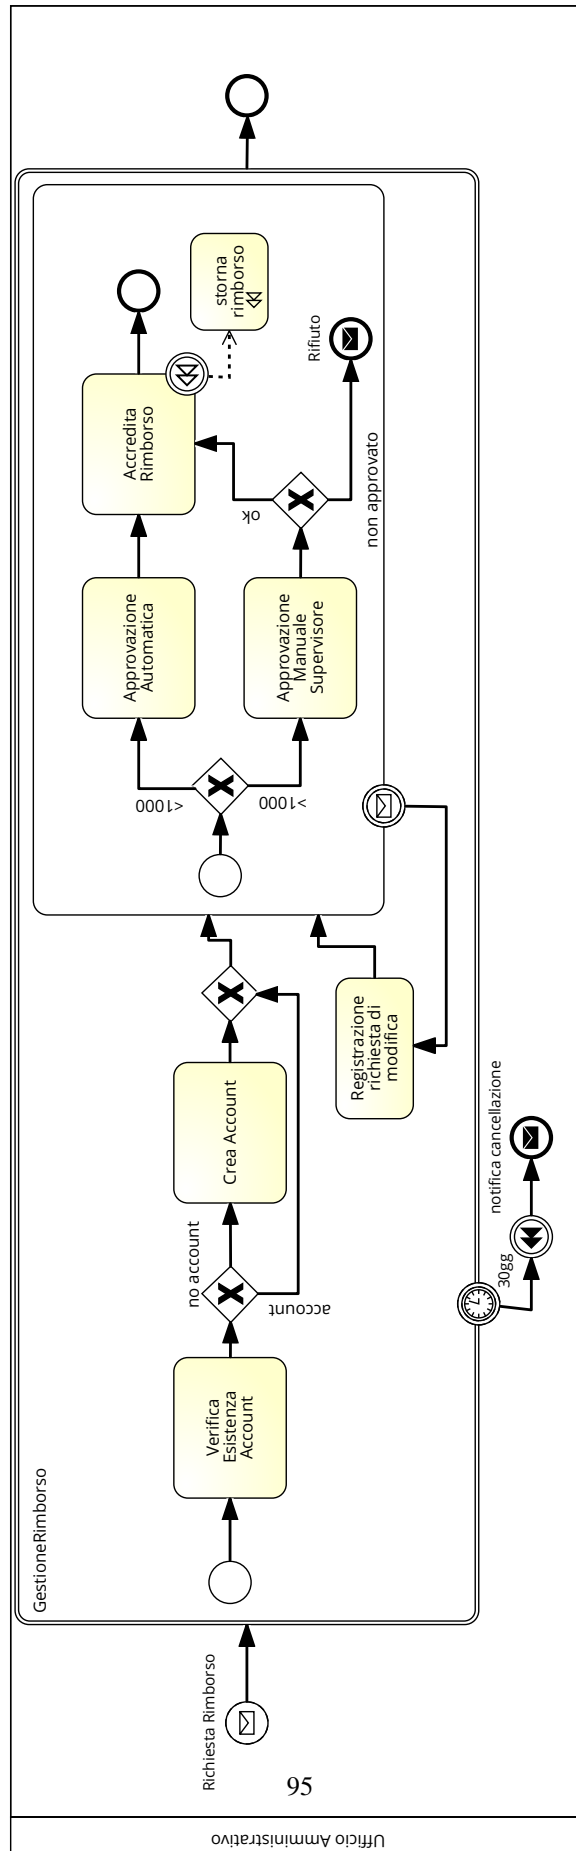 Ufficio Amministrativo
Richiesta Rimborso
GestioneRimborso
Verifica
Esistenza
Account
no account
account
Crea Account
Registrazione
richiesta di
modifica
<1000
>1000
Approvazione
Automatica
Approvazione
Manuale
Supervisore
ok
non approvato
Accredita
Rimborso
storna
rimborso
Rifiuto
30gg
notifica cancellazione
95